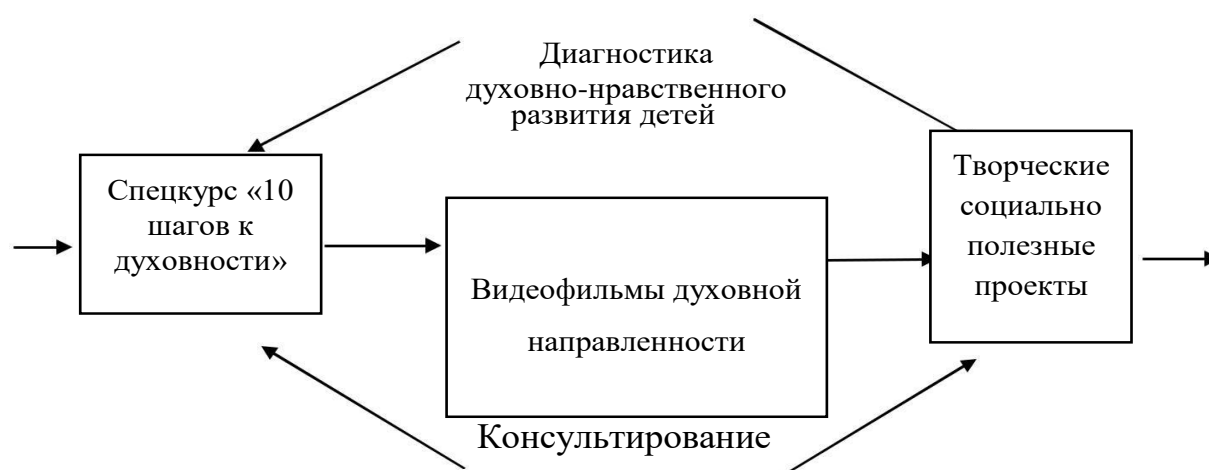 Диагностика
духовно-нравственного
развития детей
Спецкурс «10
шагов к
духовности»
Видеофильмы духовной
направленности
Творческие
социально
полезные
проекты
Консультирование